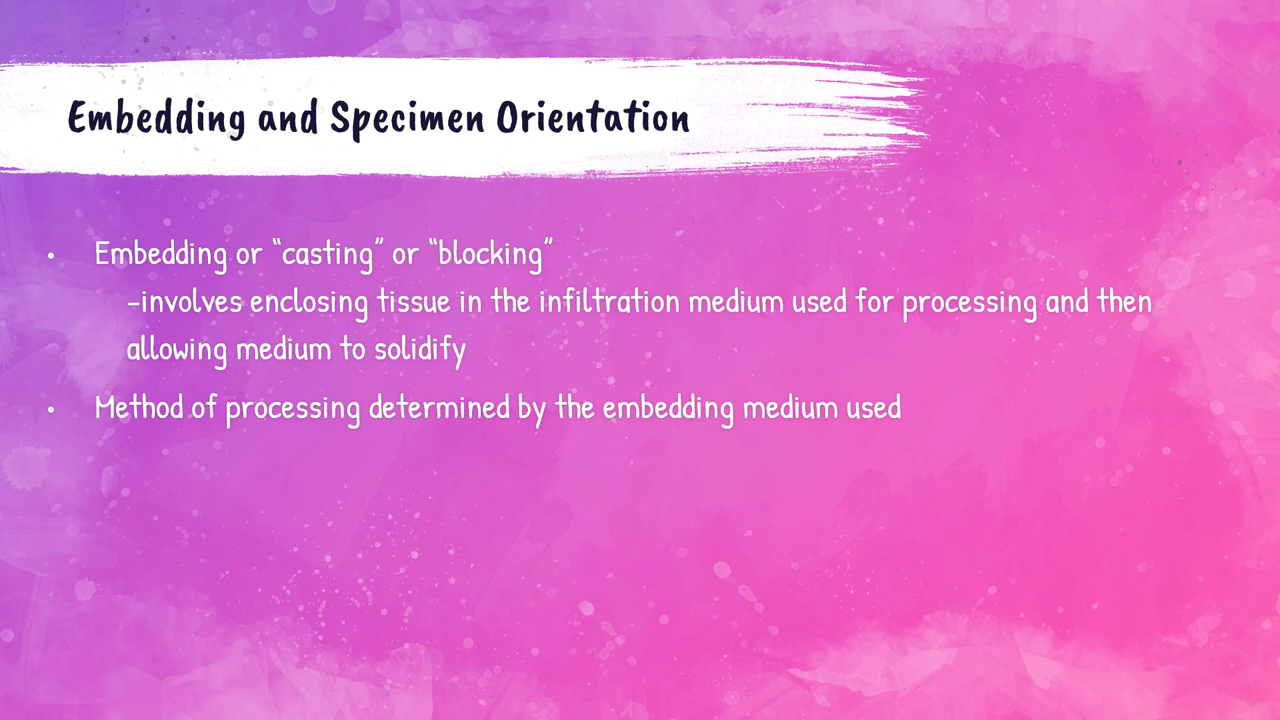 Embedding and Specimen Orientation
• Embedding or “casting” or “blocking”
–involves enclosing tissue in the infiltration medium used for processing and then
allowing medium to solidify
• Method of processing determined by the embedding medium used